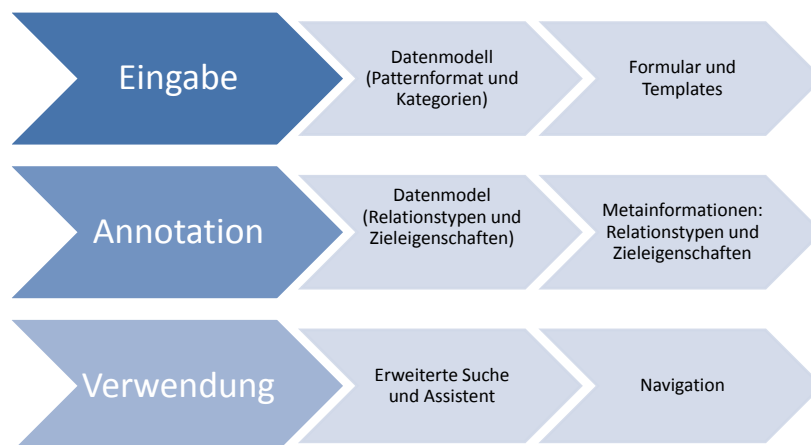 Eingabe
Datenmodell
(Patternformat und
Kategorien)
Formular und
Templates
Annotation
Datenmodel
(Relationstypen und
Zieleigenschaften)
Metainformationen:
Relationstypen und
Zieleigenschaften
Verwendung
Erweiterte Suche
und Assistent
Navigation